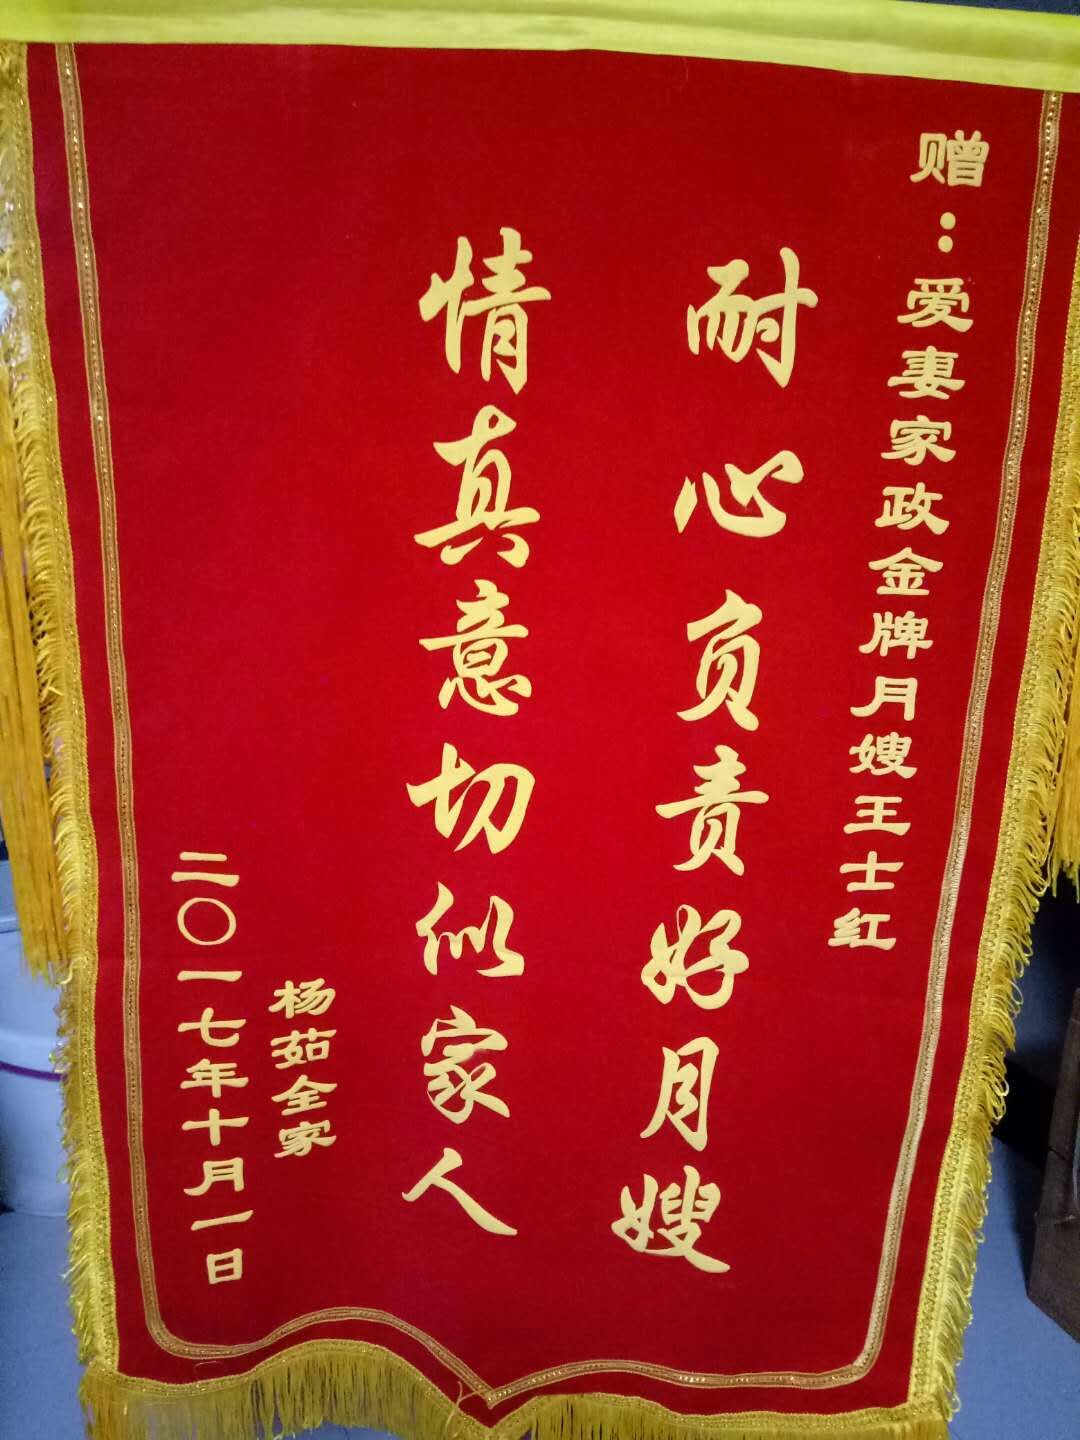 赠：爱妻家政金牌月嫂王士红
耐心负责好月嫂
情真意切似家人
杨茹全家
二〇一七年十月一日